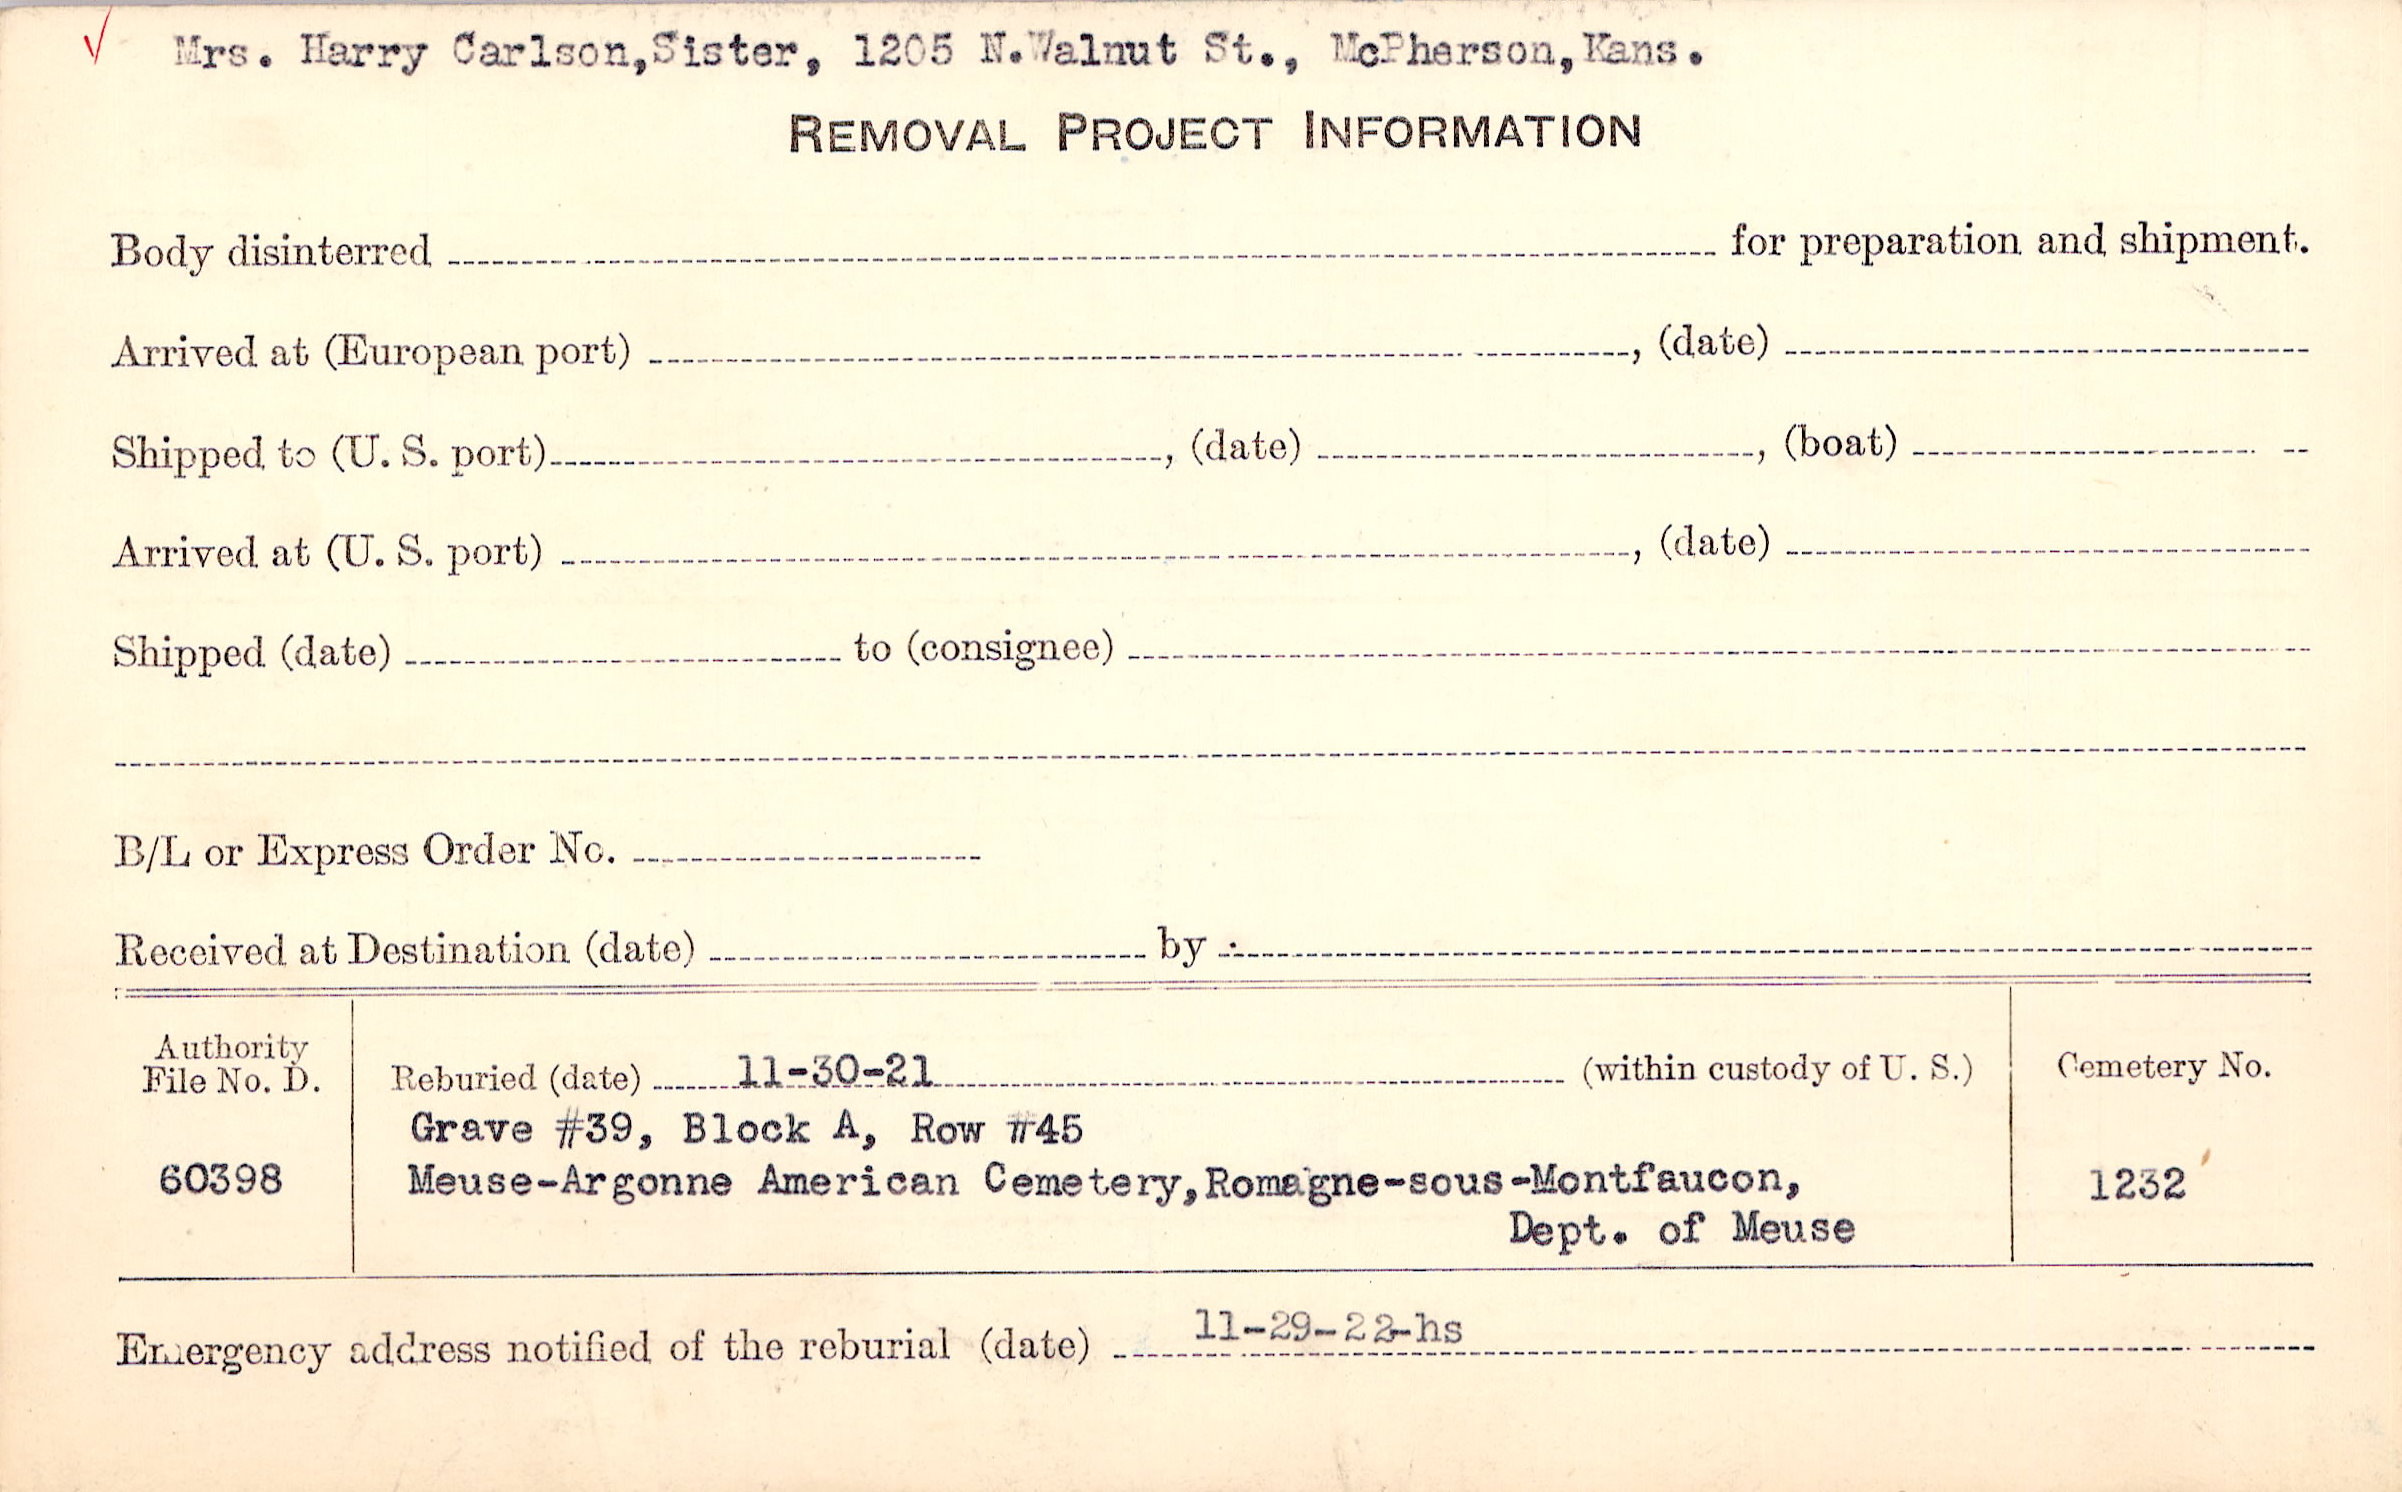 Mrs. Harry Carlson,Sister, 1205 N.Walnut St., McPherson,Kans.
REMOVAL PROJECT INFORMATION
Body disinterred for preparation and shipment.
Arrived at (European port) , (date)
Shipped to (U. S. port) , (date) , (boat)
Arrived at (U. S. port) , (date)
Shipped (date) to (consignee)
B/L or Express Order No.
Received at Destination (date) by
Authority
File No. D.
60398
Reburied (date) 11-30-21 (within custody of U. S.)
Grave #39, Block A, Row #45
Meuse-Argonne American Cemetery,Romagne-sous-Montfaucon,
Dept. of Meuse
Cemetery No.
1232
Emergency address notified of the reburial (date) 11-29-22-hs